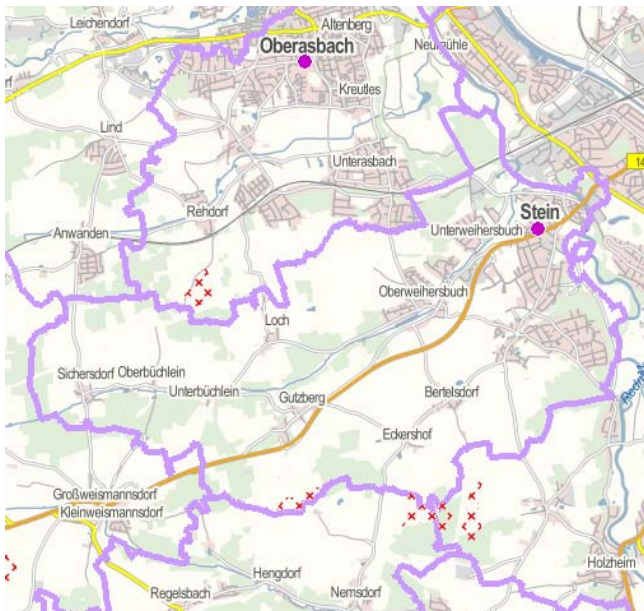 Leichendorf
Altenberg
Oberasbach
Neumühle
Kreutles
Lind
Unterasbach
14
Rehdorf
Stein
Anwanden
Unterweihersbuch
Oberweihersbuch
Loch
Sichersdorf
Oberbüchlein
Unterbüchlein
Gutzberg
Bertelsdorf
Eckershof
Großweismannsdorf
Kleinweismannsdorf
Hengdorf
Holzheim
Regelsbach
Nemsdorf